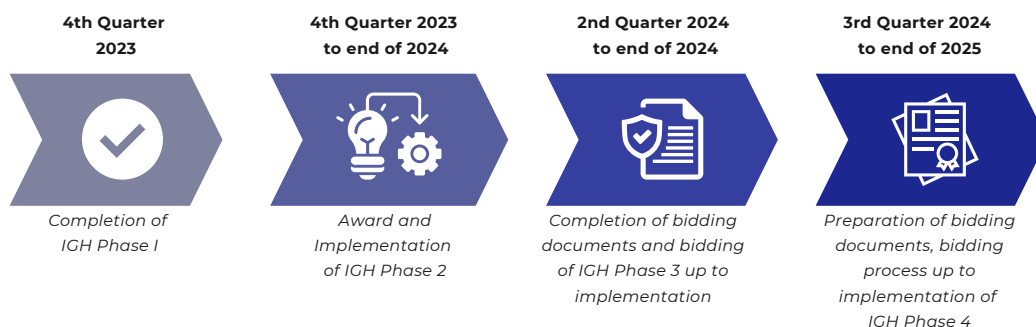 4th Quarter
2023
4th Quarter 2023
to end of 2024
2nd Quarter 2024
to end of 2024
3rd Quarter 2024
to end of 2025
Completion of
IGH Phase I
Award and
Implementation
of IGH Phase 2
Completion of bidding
documents and bidding
of IGH Phase 3 up to
implementation
Preparation of bidding
documents, bidding
process up to
implementation of
IGH Phase 4